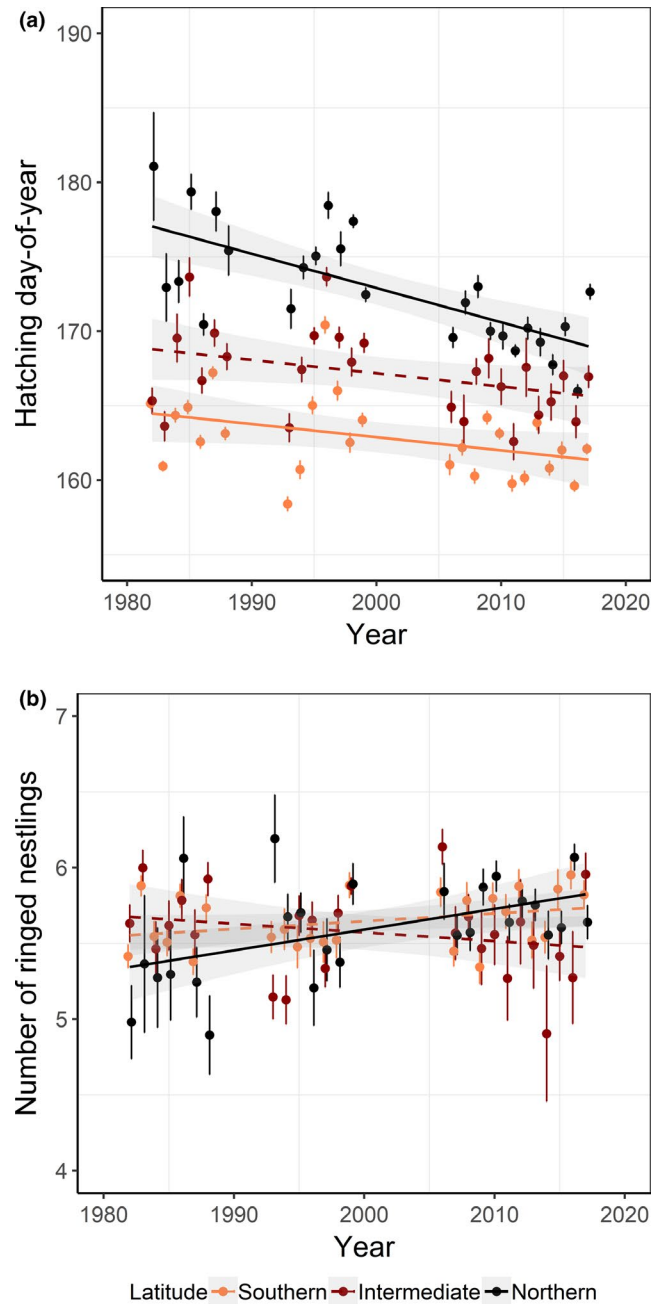 (a)
190
180
170
160
Hatching day-of-year
1980 1990 2000 2010 2020
Year
(b)
7
6
5
4
Number of ringed nestlings
1980 1990 2000 2010 2020
Year
Latitude Southern Intermediate Northern